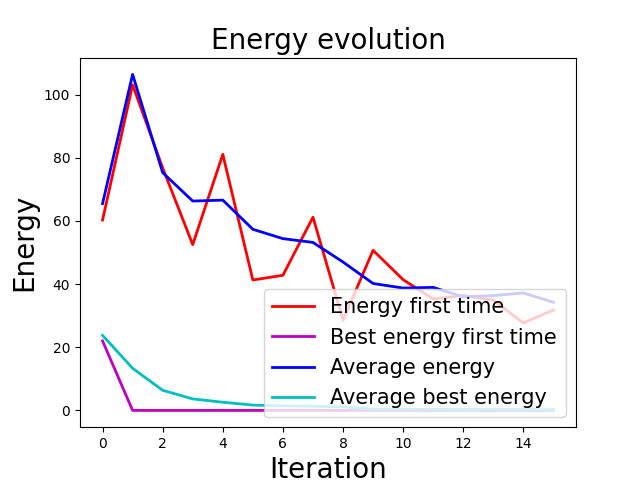 Energy evolution
Energy
100
80
60
40
20
0
Energy first time
Best energy first time
Average energy
Average best energy
0 2 4 6 8 10 12 14
Iteration